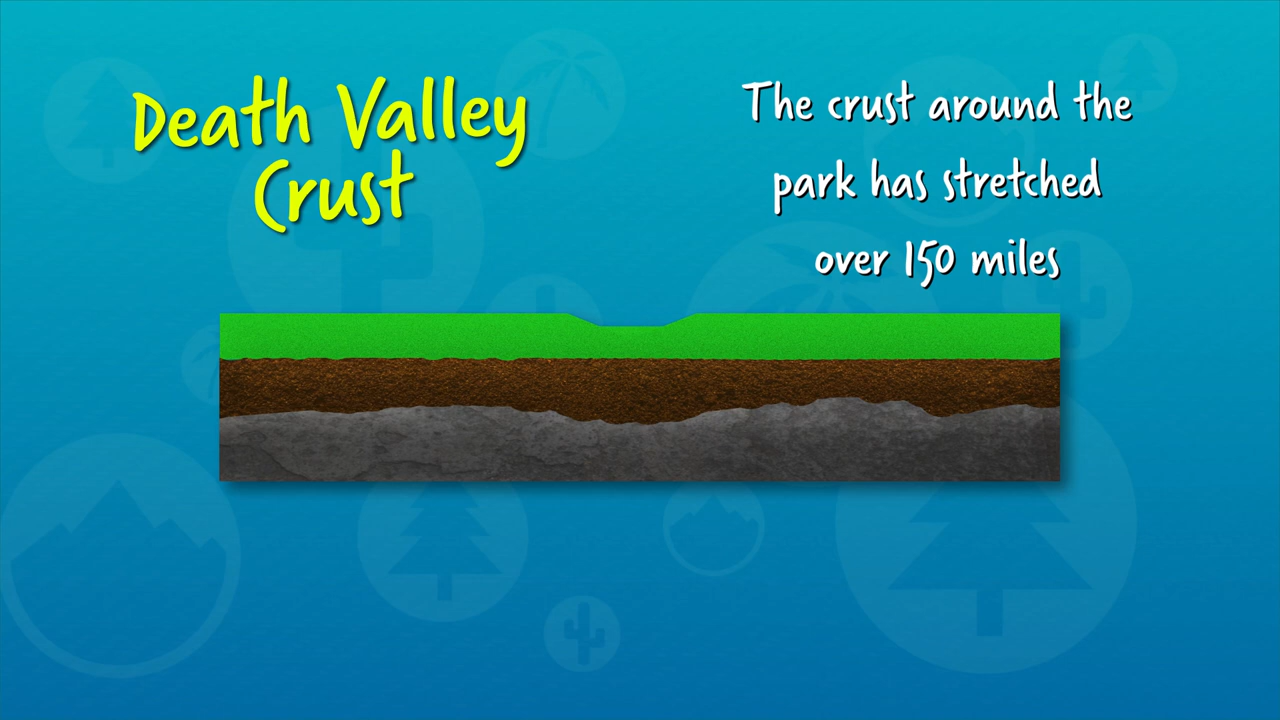 Death Valley
Crust
The crust around the
park has stretched
over 150 miles